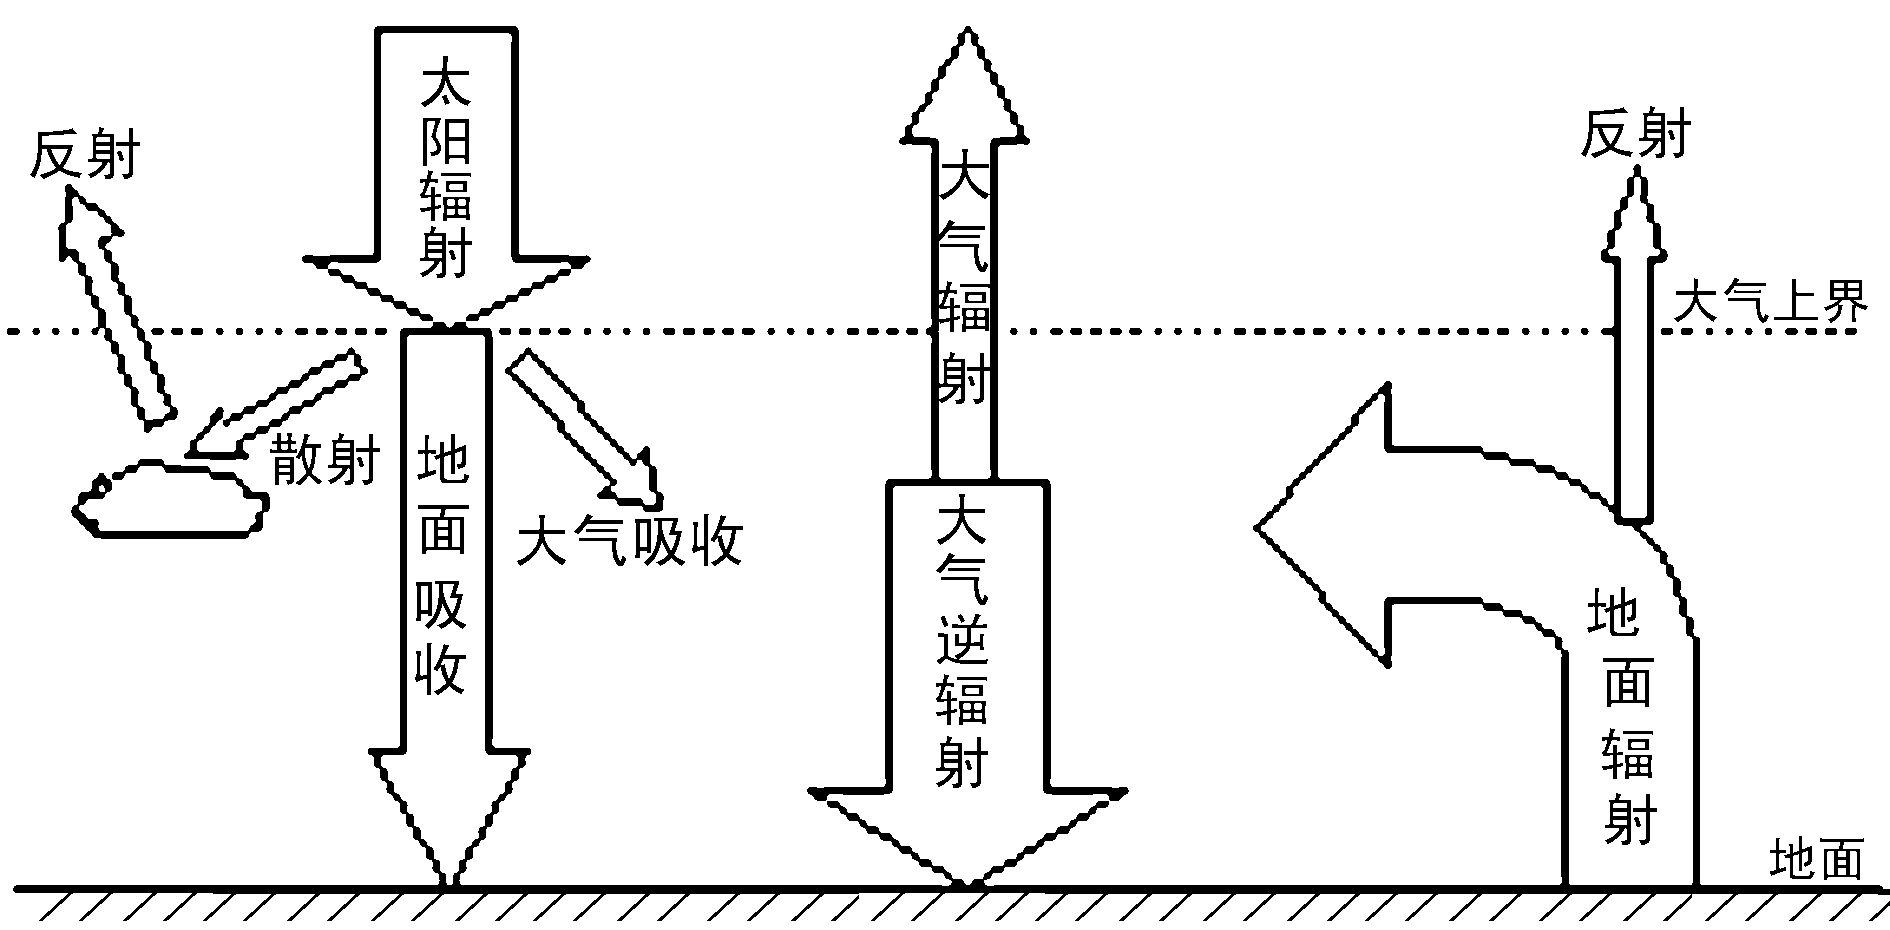 太阳辐射
反射
散射
地面吸收
大气吸收
大气辐射
大气逆辐射
反射
大气上界
地面辐射
地面